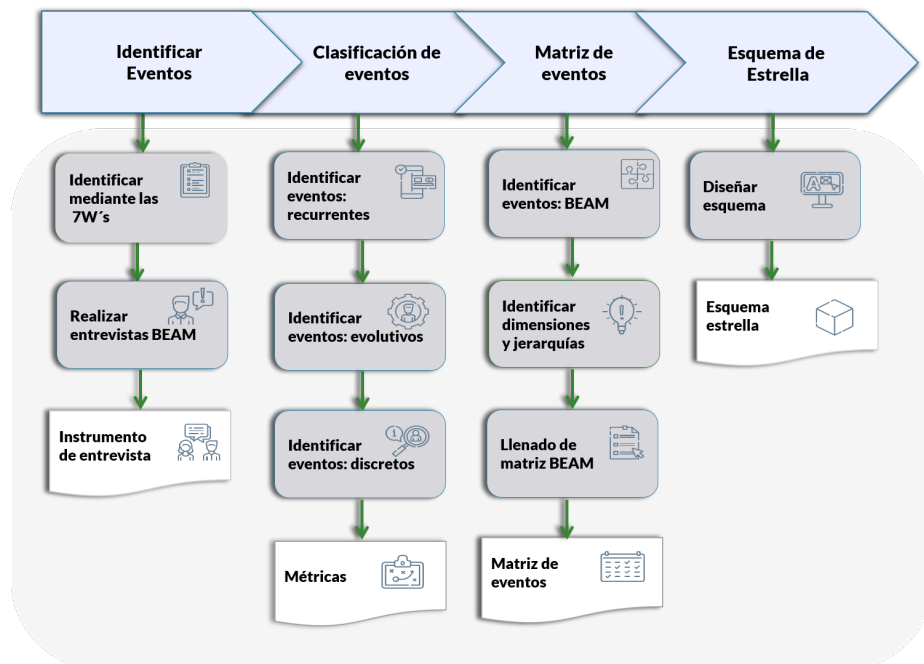 Identificar
Eventos
Clasificación de
eventos
Matriz de
eventos
Esquema de
Estrella
Identificar
mediante las
7W´s
Realizar
entrevistas BEAM
Instrumento
de entrevista
Identificar
eventos:
recurrentes
Identificar
eventos: evolutivos
Identificar
eventos: discretos
Métricas
Identificar
eventos: BEAM
Identificar
dimensiones
y jerarquías
Llenado de
matriz BEAM
Matriz de
eventos
Diseñar
esquema
Esquema
estrella